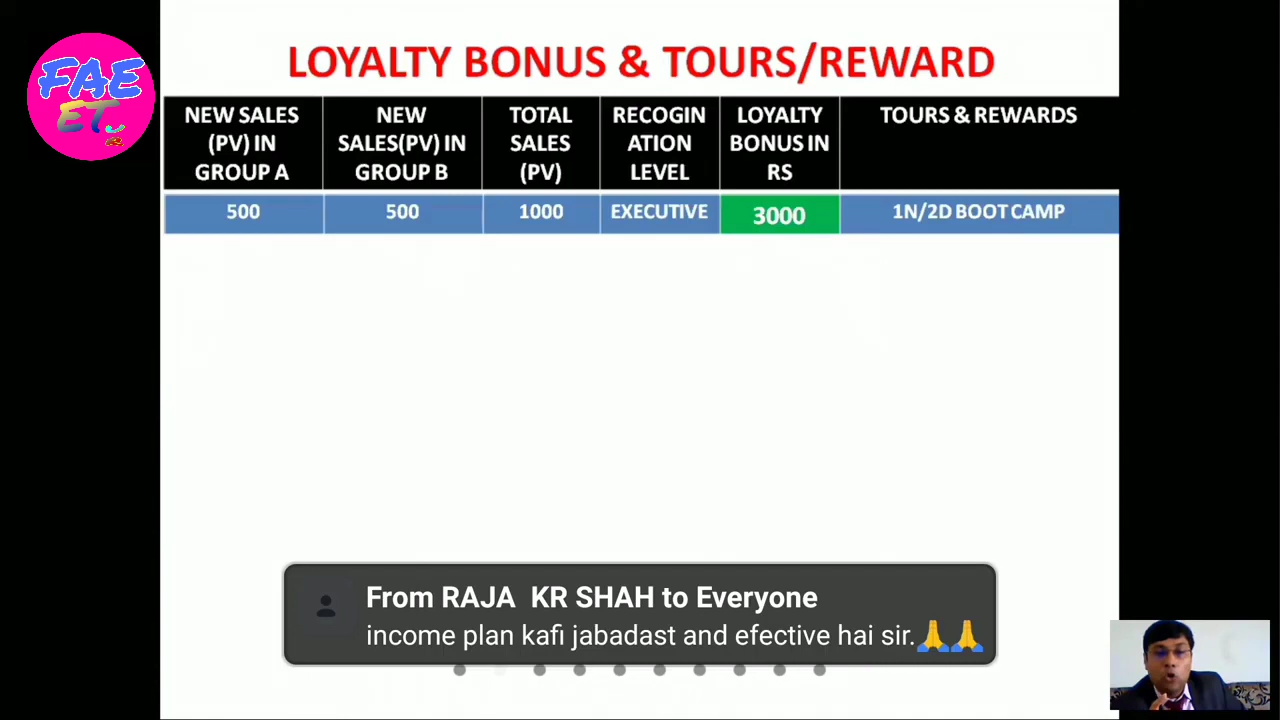 FAE
ET
LOYALTY BONUS & TOURS/REWARD
NEW SALES
(PV) IN
GROUP A
NEW
SALES(PV) IN
GROUP B
TOTAL
SALES
(PV)
RECOGIN
ATION
LEVEL
LOYALTY
BONUS IN
RS
TOURS & REWARDS
500
500
1000
EXECUTIVE
3000
1N/2D BOOT CAMP
From RAJA KR SHAH to Everyone
income plan kafi jabadast and efective hai sir.🙏🙏